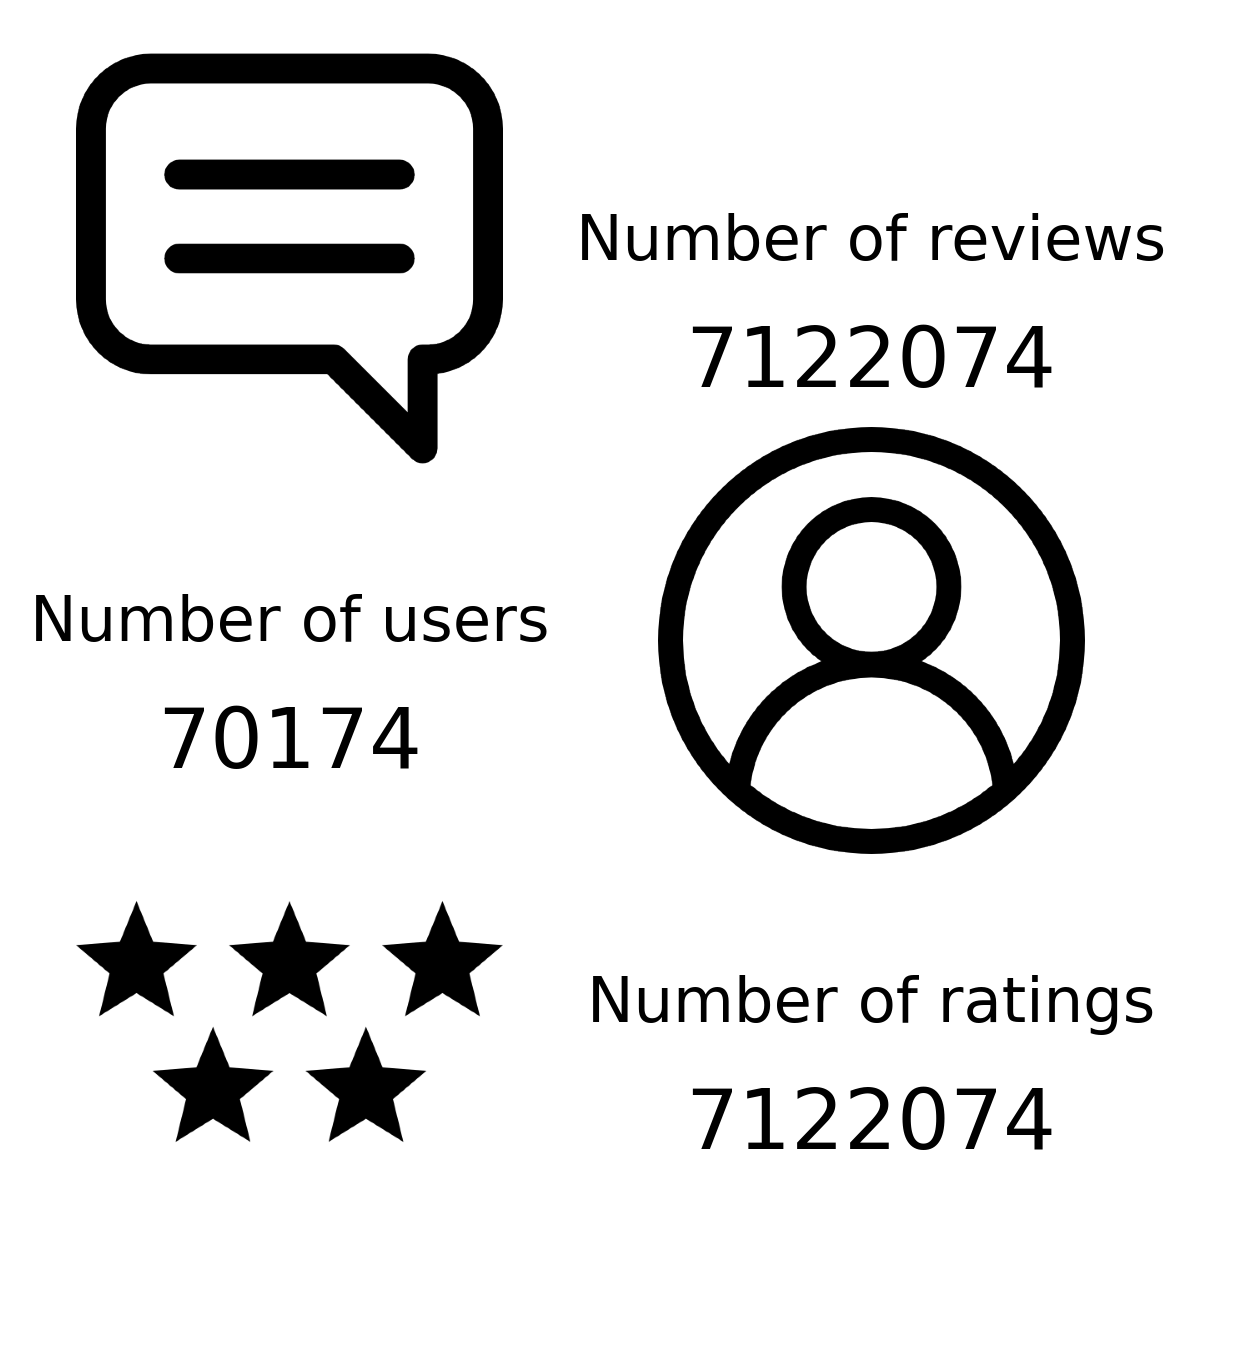 Number of reviews
7122074
Number of users
70174
Number of ratings
7122074